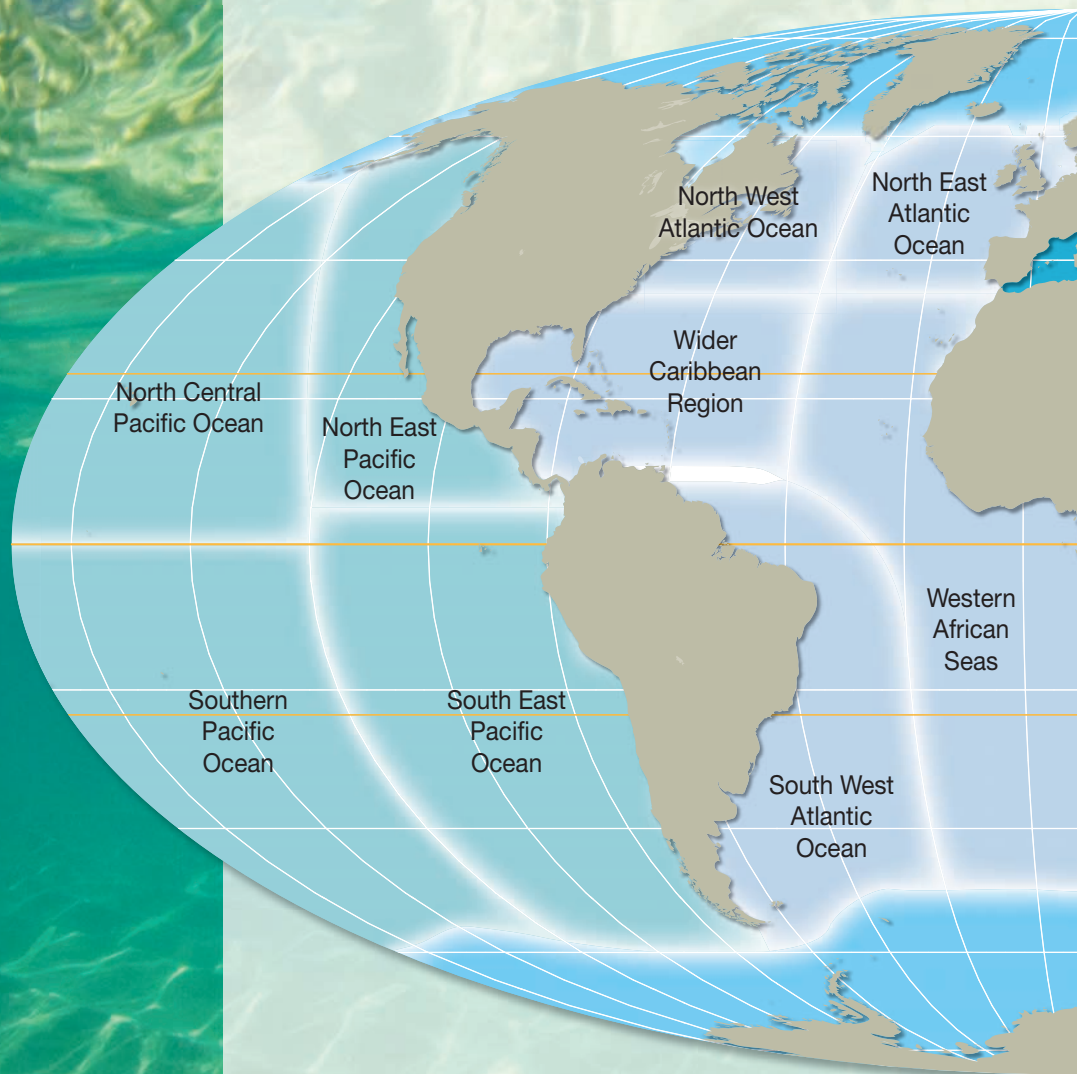 North West
Atlantic Ocean
North East
Atlantic
Ocean
Wider
Caribbean
Region
North Central
Pacific Ocean
North East
Pacific
Ocean
Western
African
Seas
Southern
Pacific
Ocean
South East
Pacific
Ocean
South West
Atlantic
Ocean